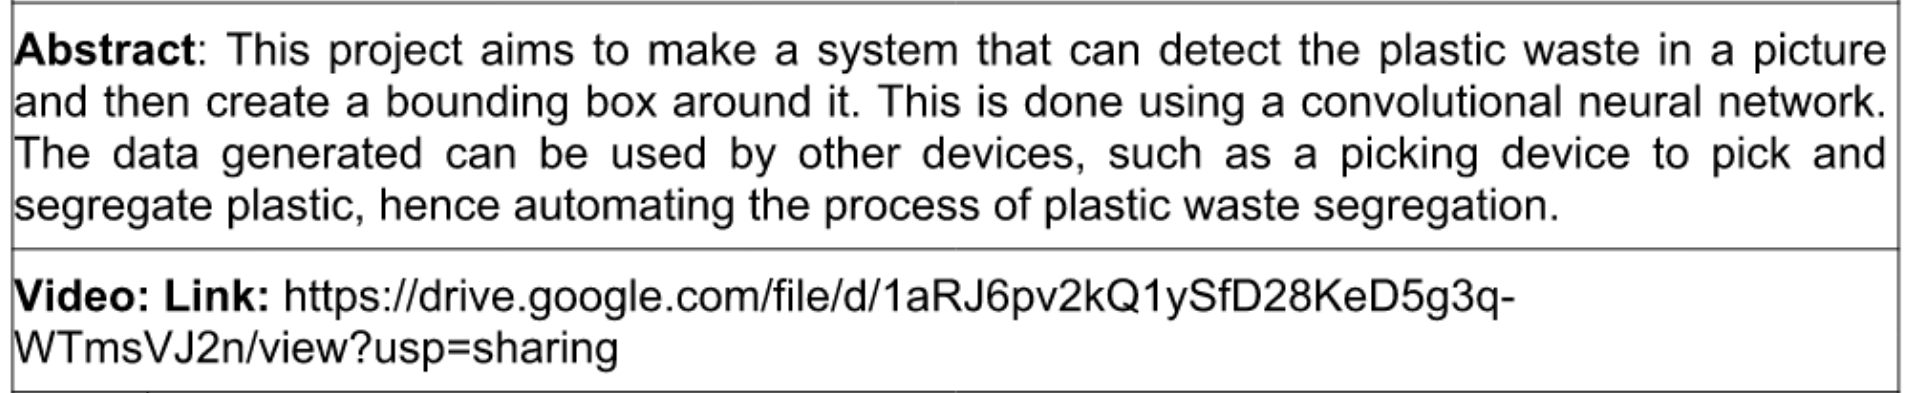 Abstract: This project aims to make a system that can detect the plastic waste in a picture
and then create a bounding box around it. This is done using a convolutional neural network.
The data generated can be used by other devices, such as a picking device to pick and
segregate plastic, hence automating the process of plastic waste segregation.
Video: Link: https://drive.google.com/file/d/1aRJ6pv2kQ1ySfD28KeD5g3q-
WTmsVJ2n/view?usp=sharing